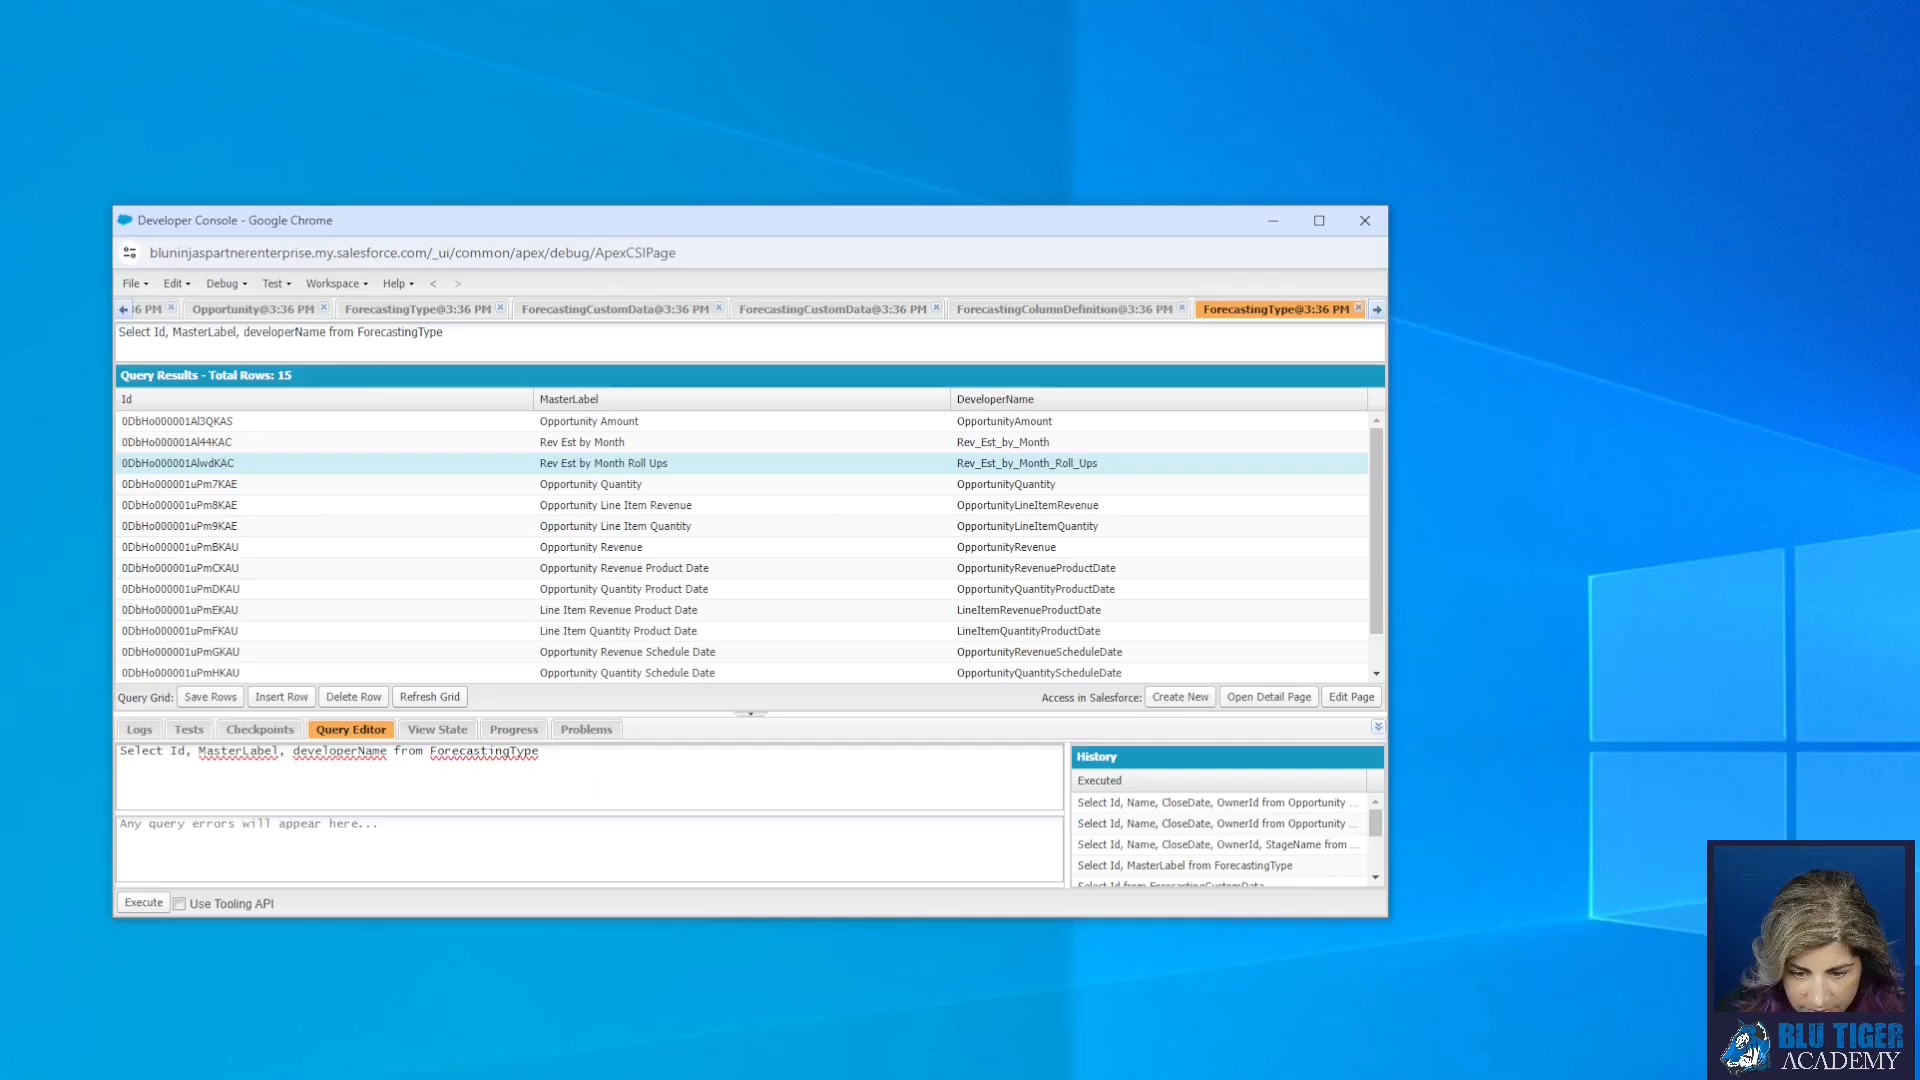 Developer Console - Google Chrome
bluninjaspartnerenterprise.my.salesforce.com/_ui/common/apex/debug/ApexCSIPage
File Edit Debug Test Workspace Help < >
36 PM Opportunity@3:36 PM ForecastingType@3:36 PM ForecastingCustomData@3:36 PM ForecastingCustomData@3:36 PM ForecastingColumnDefinition@3:36 PM ForecastingType@3:36 PM
Select Id, MasterLabel, developerName from ForecastingType
Query Results - Total Rows: 15
Id MasterLabel DeveloperName
0DbHo000001Al3QKAS Opportunity Amount OpportunityAmount
0DbHo000001Al44KAC Rev Est by Month Rev_Est_by_Month
0DbHo000001AlwdKAC Rev Est by Month Roll Ups Rev_Est_by_Month_Roll_Ups
0DbHo000001uPm7KAE Opportunity Quantity OpportunityQuantity
0DbHo000001uPm8KAE Opportunity Line Item Revenue OpportunityLineItemRevenue
0DbHo000001uPm9KAE Opportunity Line Item Quantity OpportunityLineItemQuantity
0DbHo000001uPmBKAU Opportunity Revenue OpportunityRevenue
0DbHo000001uPmCKAU Opportunity Revenue Product Date OpportunityRevenueProductDate
0DbHo000001uPmDKAU Opportunity Quantity Product Date OpportunityQuantityProductDate
0DbHo000001uPmEKAU Line Item Revenue Product Date LineItemRevenueProductDate
0DbHo000001uPmFKAU Line Item Quantity Product Date LineItemQuantityProductDate
0DbHo000001uPmGKAU Opportunity Revenue Schedule Date OpportunityRevenueScheduleDate
0DbHo000001uPmHKAU Opportunity Quantity Schedule Date OpportunityQuantityScheduleDate
Query Grid: Save Rows Insert Row Delete Row Refresh Grid Access in Salesforce: Create New Open Detail Page Edit Page
Logs Tests Checkpoints Query Editor View State Progress Problems
Select Id, MasterLabel, developerName from ForecastingType
Any query errors will appear here...
History
Executed
Select Id, Name, CloseDate, OwnerId from Opportunity ...
Select Id, Name, CloseDate, OwnerId from Opportunity ...
Select Id, Name, CloseDate, OwnerId, StageName from ...
Select Id, MasterLabel from ForecastingType
Select Id from ForecastingCustomData
Execute Use Tooling API
BLU TIGER
ACADEMY